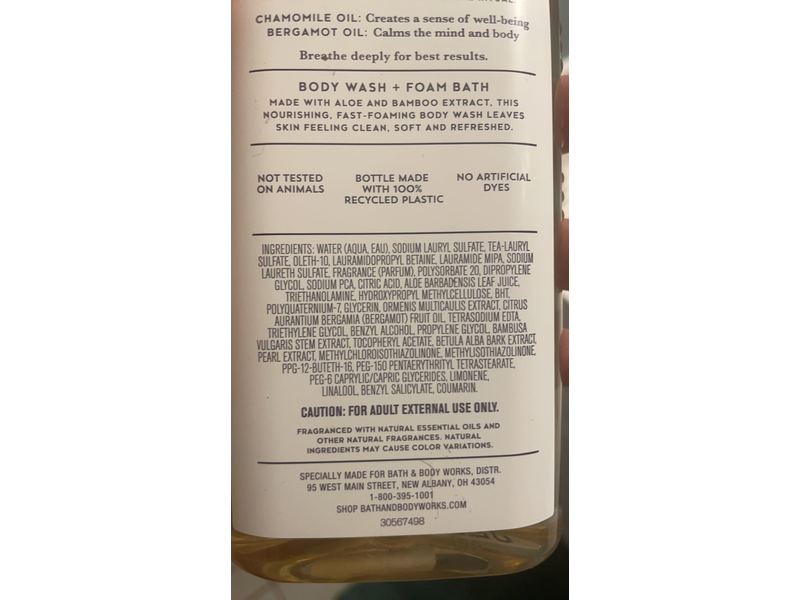 RITUAL.
CHAMOMILE OIL: Creates a sense of well-being
BERGAMOT OIL: Calms the mind and body
Breathe deeply for best results.
BODY WASH + FOAM BATH
MADE WITH ALOE AND BAMBOO EXTRACT, THIS
NOURISHING, FAST-FOAMING BODY WASH LEAVES
SKIN FEELING CLEAN, SOFT AND REFRESHED.
NOT TESTED
ON ANIMALS
BOTTLE MADE
WITH 100%
RECYCLED PLASTIC
NO ARTIFICIAL
DYES
INGREDIENTS: WATER (AQUA, EAU), SODIUM LAURYL SULFATE, TEA-LAURYL
SULFATE, OLETH-10, LAURAMIDOPROPYL BETAINE, LAURAMIDE MIPA, SODIUM
LAURETH SULFATE, FRAGRANCE (PARFUM), POLYSORBATE 20, DIPROPYLENE
GLYCOL, SODIUM PCA, CITRIC ACID, ALOE BARBADENSIS LEAF JUICE,
TRIETHANOLAMINE, HYDROXYPROPYL METHYLCELLULOSE, BHT,
POLYQUATERNIUM-7, GLYCERIN, ORMENIS MULTICAULIS EXTRACT, CITRUS
AURANTIUM BERGAMIA (BERGAMOT) FRUIT OIL, TETRASODIUM EDTA,
TRIETHYLENE GLYCOL, BENZYL ALCOHOL, PROPYLENE GLYCOL, BAMBUSA
VULGARIS STEM EXTRACT, TOCOPHERYL ACETATE, BETULA ALBA BARK EXTRACT,
PEARL EXTRACT, METHYLCHLOROISOTHIAZOLINONE, METHYLISOTHIAZOLINONE,
PPG-12-BUTETH-16, PEG-150 PENTAERYTHRITYL TETRASTEARATE,
PEG-6 CAPRYLIC/CAPRIC GLYCERIDES, LIMONENE,
LINALOOL, BENZYL SALICYLATE, COUMARIN.
CAUTION: FOR ADULT EXTERNAL USE ONLY.
FRAGRANCED WITH NATURAL ESSENTIAL OILS AND
OTHER NATURAL FRAGRANCES. NATURAL
INGREDIENTS MAY CAUSE COLOR VARIATIONS.
SPECIALLY MADE FOR BATH & BODY WORKS, DISTR.
95 WEST MAIN STREET, NEW ALBANY, OH 43054
1-800-395-1001
SHOP BATHANDBODYWORKS.COM
30567498